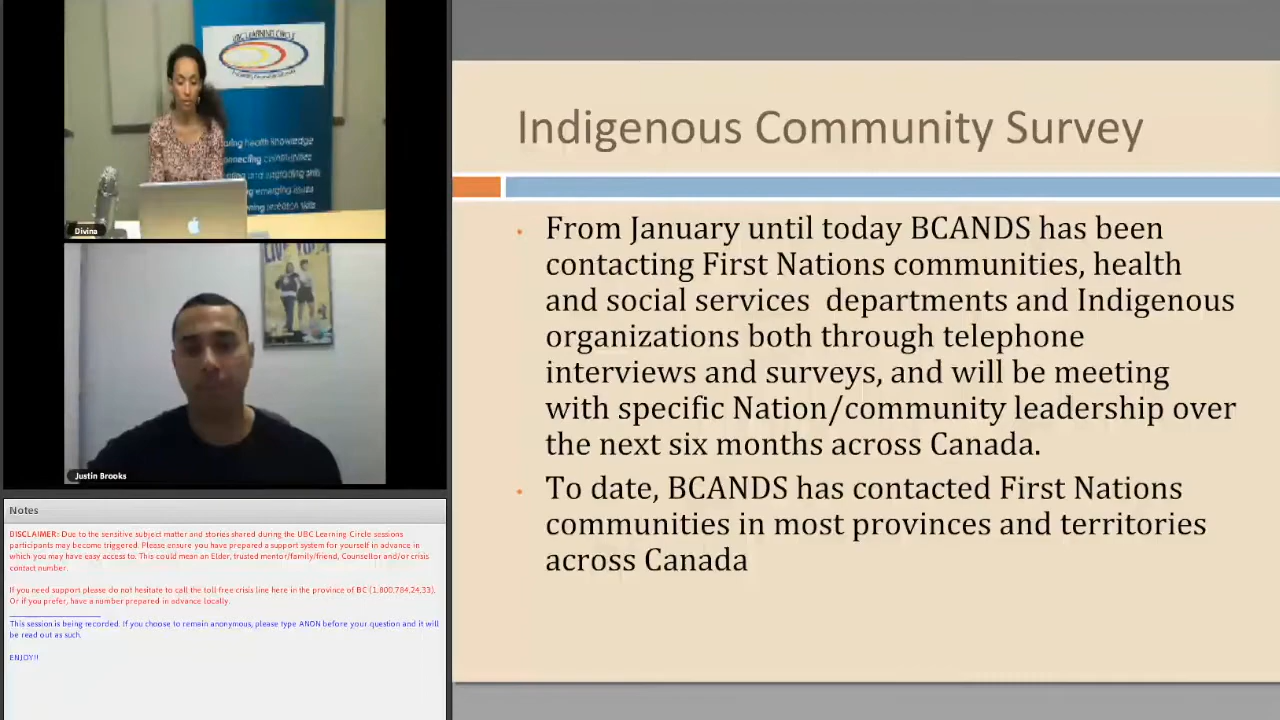 UBC LEARNING CIRCLE
connecting communities
emerging issues
Divina
Justin Brooks
Notes
DISCLAIMER: Due to the sensitive subject matter and stories shared during the UBC Learning Circle sessions
participants may become triggered. Please ensure you have prepared a support system for yourself in advance in
which you may have easy access to. This could mean an Elder, trusted mentor/family/friend, Counsellor and/or crisis
contact number.
If you need support please do not hesitate to call the toll free crisis line here in the province of BC (1.800.784.24.33).
Or if you prefer, have a number prepared in advance locally.
This session is being recorded. If you choose to remain anonymous, please type ANON before your question and it will
be read out as such.
ENJOY!!
Indigenous Community Survey
• From January until today BCANDS has been
contacting First Nations communities, health
and social services departments and Indigenous
organizations both through telephone
interviews and surveys, and will be meeting
with specific Nation/community leadership over
the next six months across Canada.
• To date, BCANDS has contacted First Nations
communities in most provinces and territories
across Canada